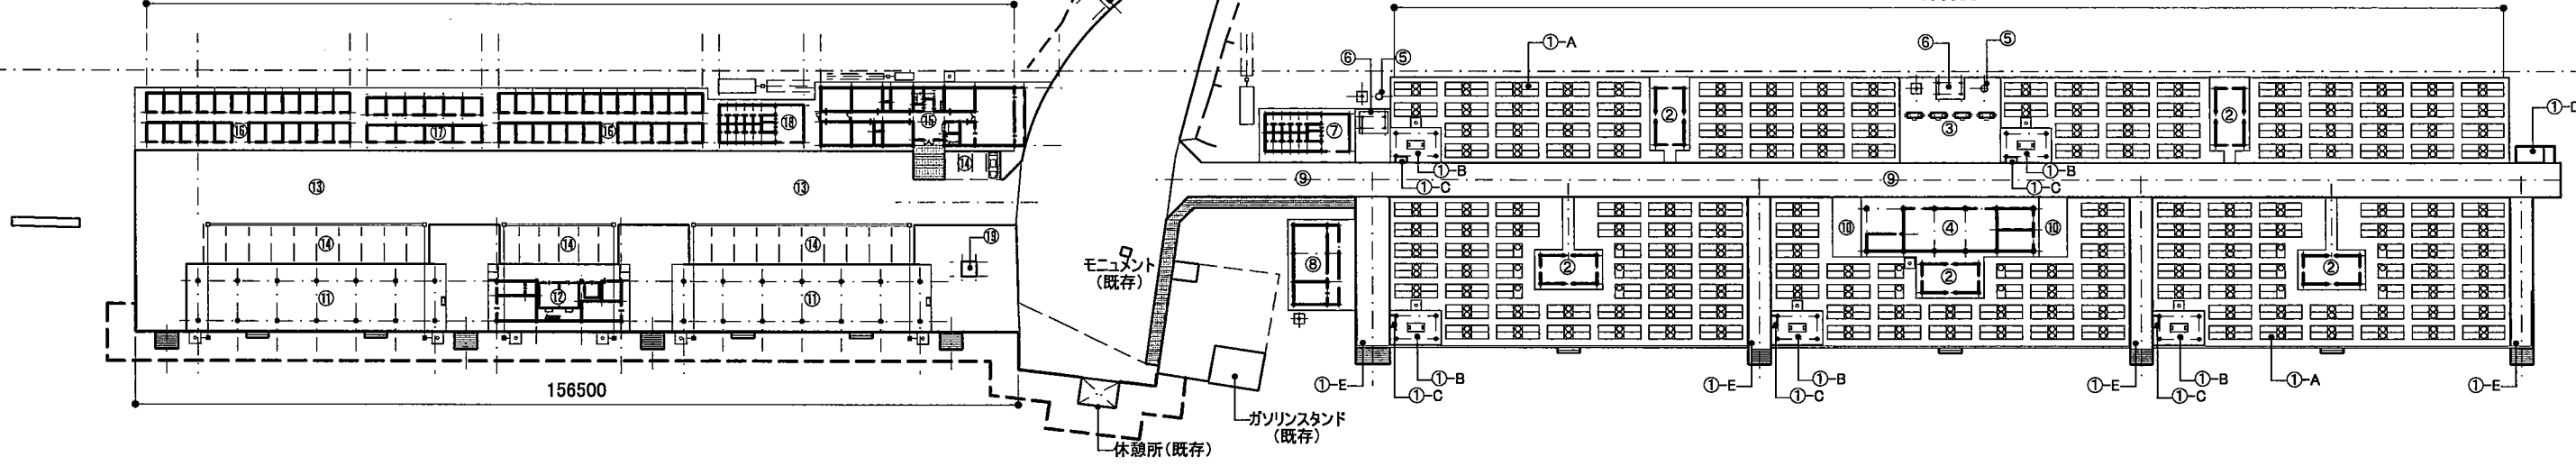 ⑥
⑤
①-A
⑥
⑤
①-D
⑯
⑰
⑯
⑱
⑮
⑭
⑦
②
③
②
①-B
①-C
①-B
①-C
⑬
⑬
⑨
⑨
⑭
⑭
⑭
⑲
モニュメント
(既存)
⑧
②
⑩
④
⑩
②
②
⑪
⑫
⑪
156500
①-E
①-B
①-C
①-E
①-B
①-C
①-E
①-B
①-C
①-A
①-E
ガソリンスタンド
(既存)
休憩所(既存)